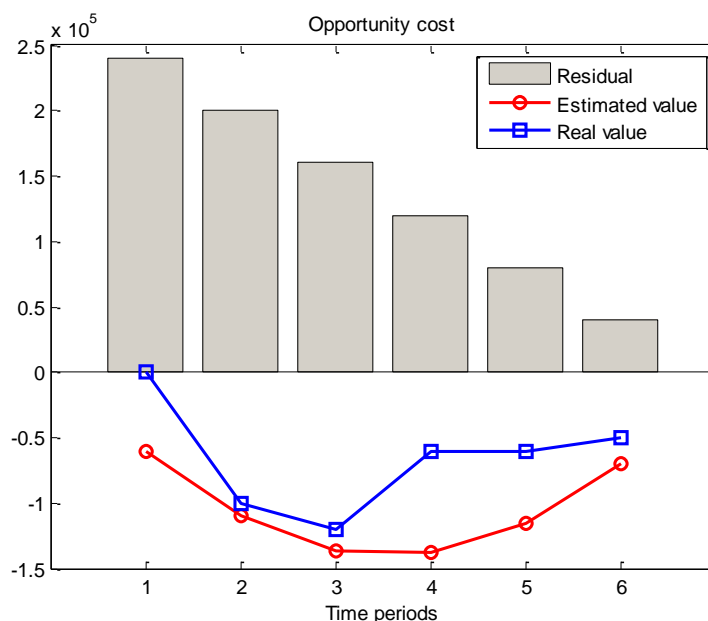 Opportunity cost
x 10^5
2.5
2
1.5
1
0.5
0
-0.5
-1
-1.5
Residual
Estimated value
Real value
1 2 3 4 5 6
Time periods